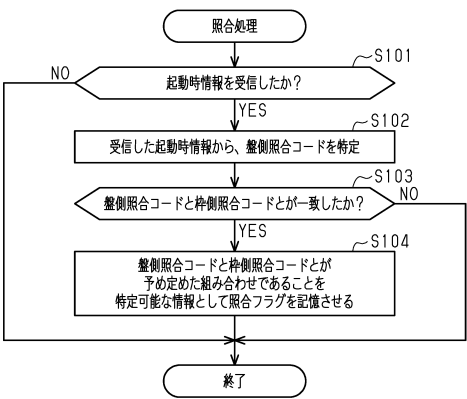 照合処理
S101
NO
起動時情報を受信したか？
YES
S102
受信した起動時情報から、盤側照合コードを特定
S103
NO
盤側照合コードと枠側照合コードとが一致したか？
YES
S104
盤側照合コードと枠側照合コードとが
予め定めた組み合わせであることを
特定可能な情報として照合フラグを記憶させる
終了